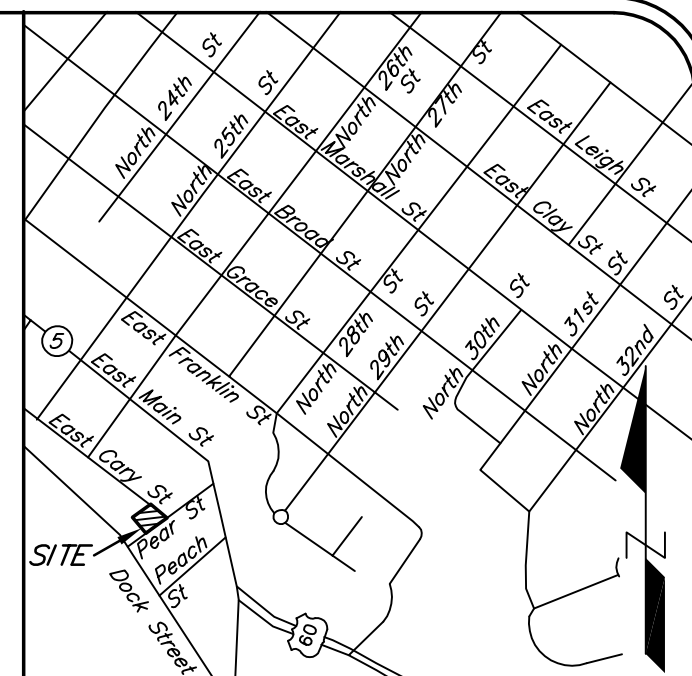 North 24th St
North 25th St
North 26th St
North 27th St
East Leigh St
East Marshall St
East Clay St
East Broad St
East Grace St
North 28th St
North 29th St
North 30th St
North 31st St
North 32nd St
East Franklin St
5
East Main St
East Cary St
SITE
Pear St
Peach St
Dock Street
60
N